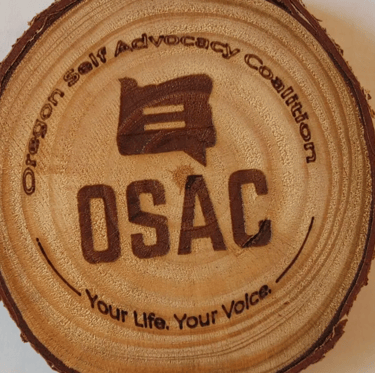 Oregon Self Advocacy Coalition
OSAC
Your Life. Your Voice.